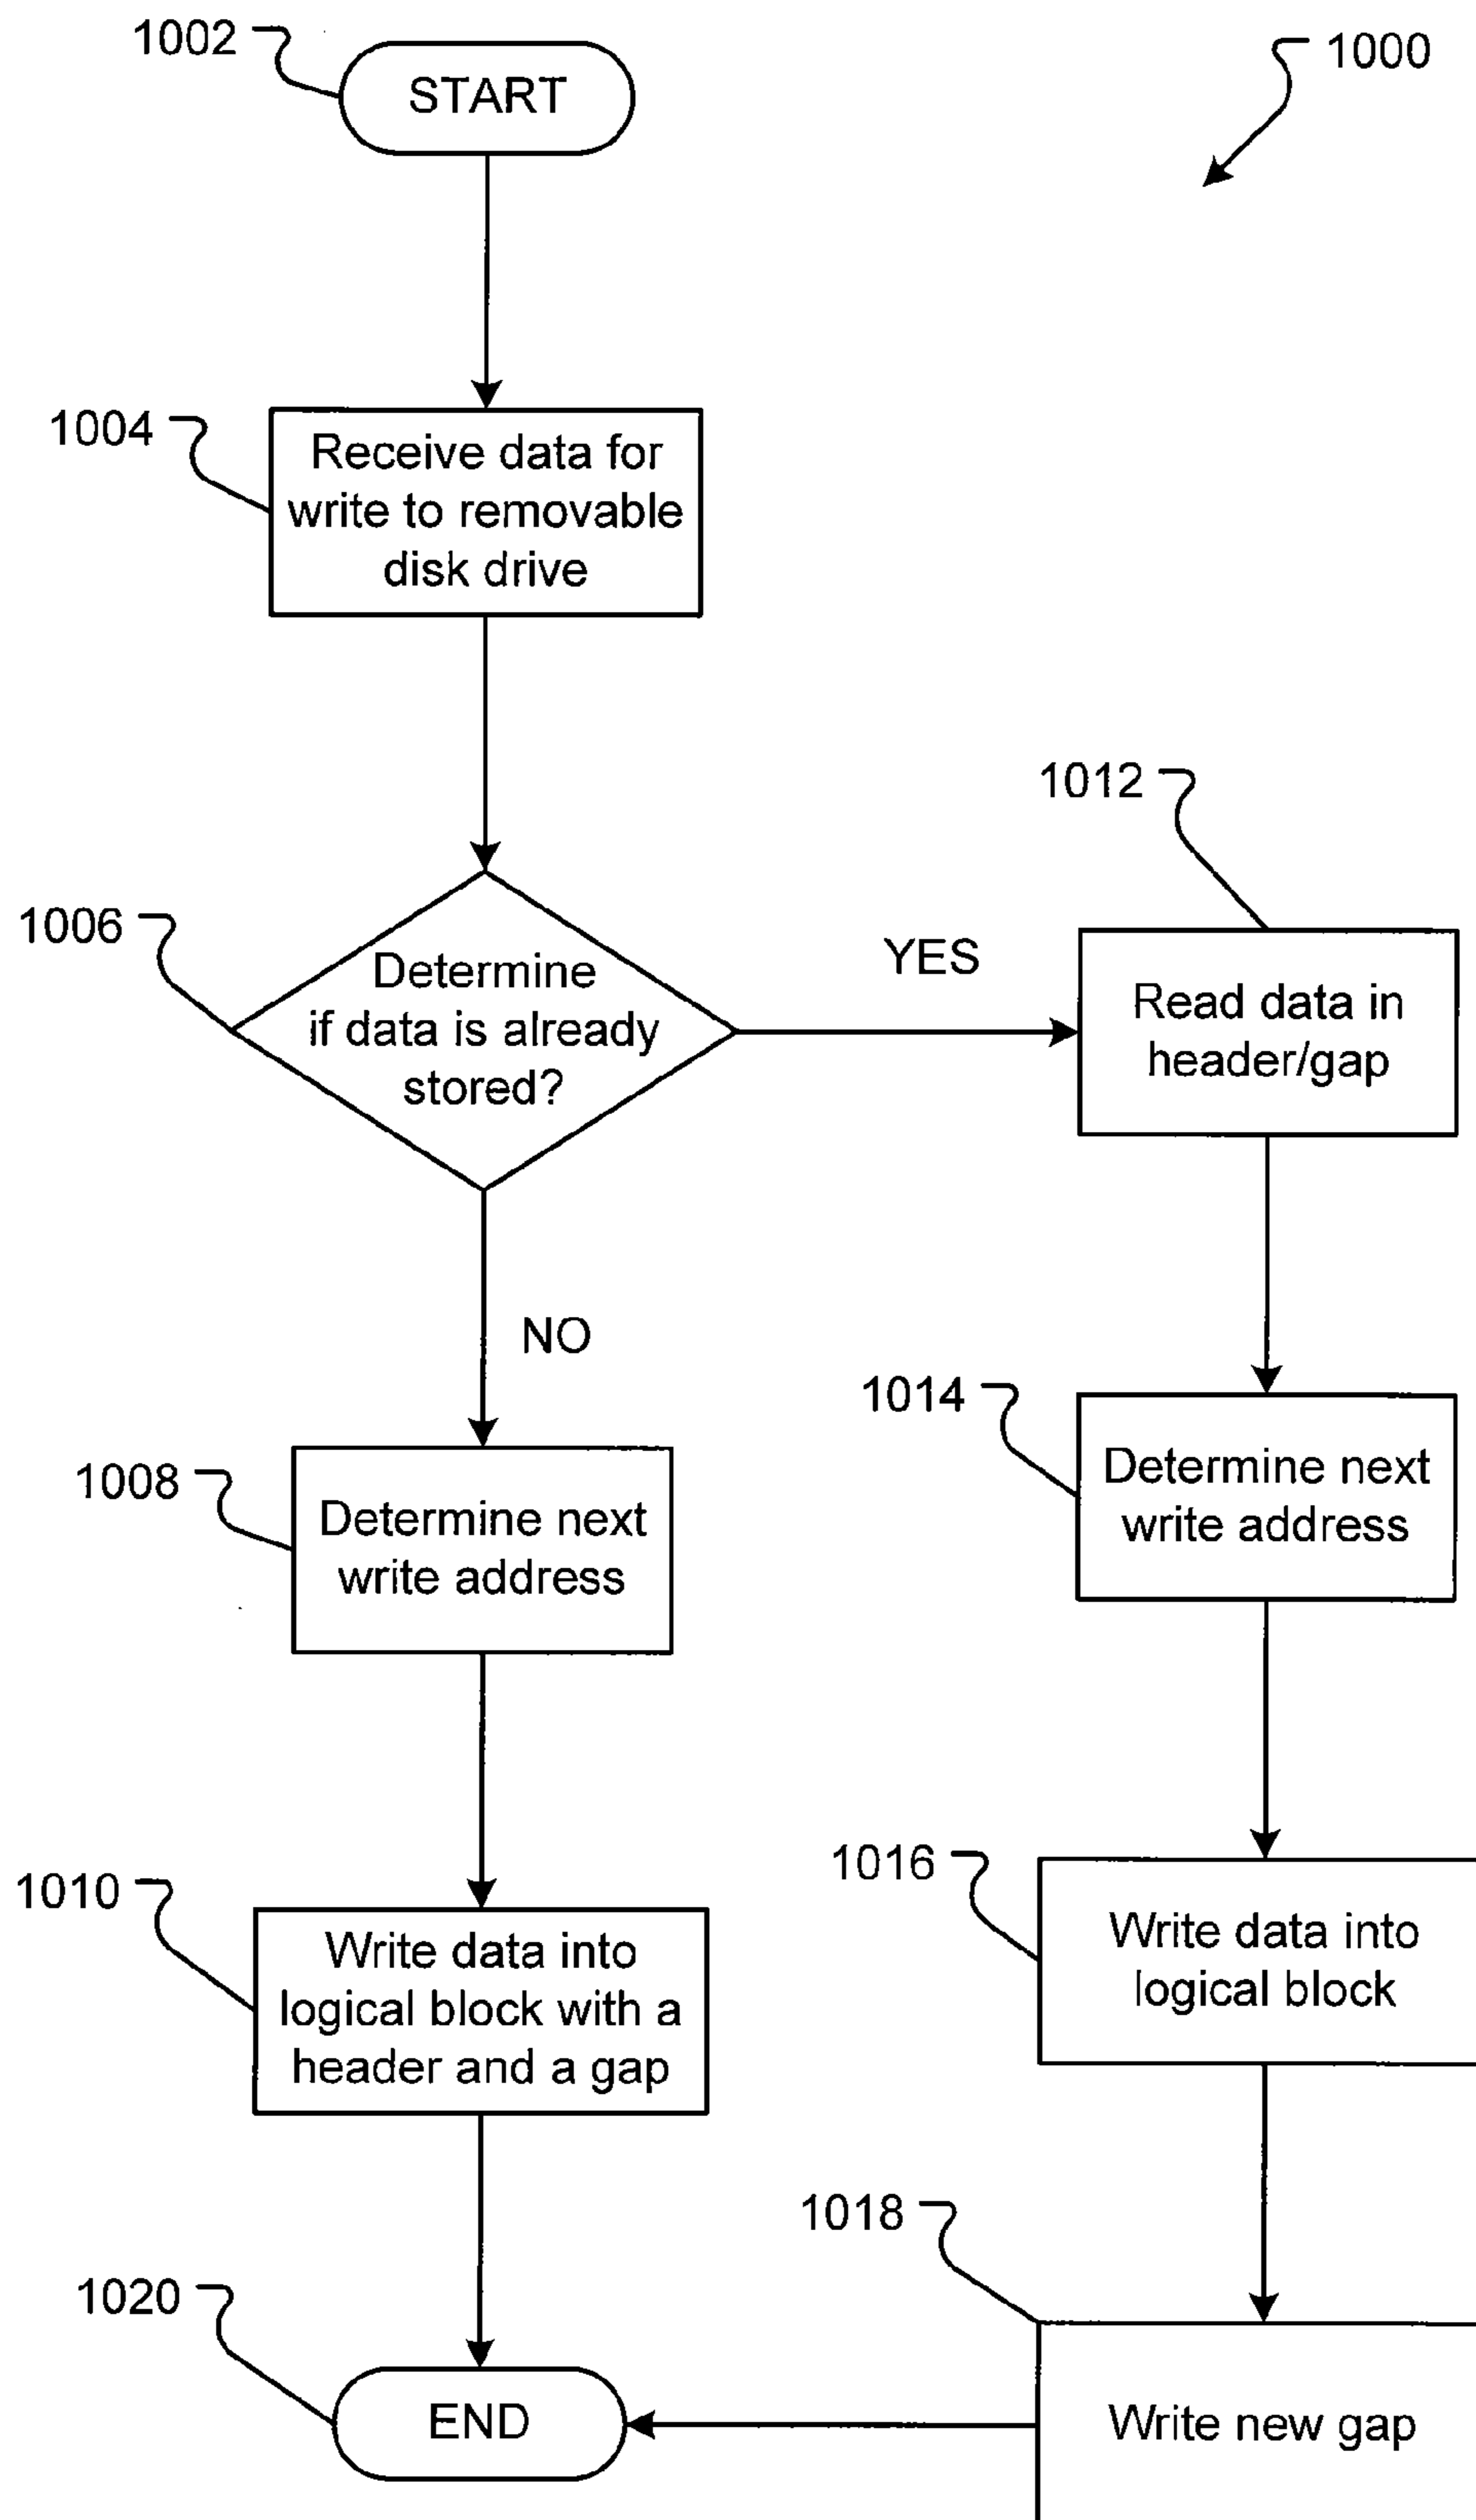 1002
START
1000
1004
Receive data for
write to removable
disk drive
1006
Determine
if data is already
stored?
YES
1012
Read data in
header/gap
NO
1008
Determine next
write address
1014
Determine next
write address
1010
Write data into
logical block with a
header and a gap
1016
Write data into
logical block
1018
Write new gap
1020
END